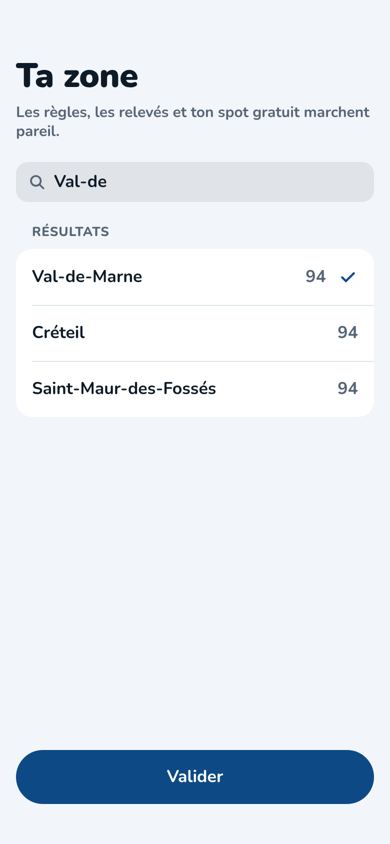 Ta zone
Les règles, les relevés et ton spot gratuit marchent
pareil.
Val-de
RÉSULTATS
Val-de-Marne 94
Créteil 94
Saint-Maur-des-Fossés 94
Valider